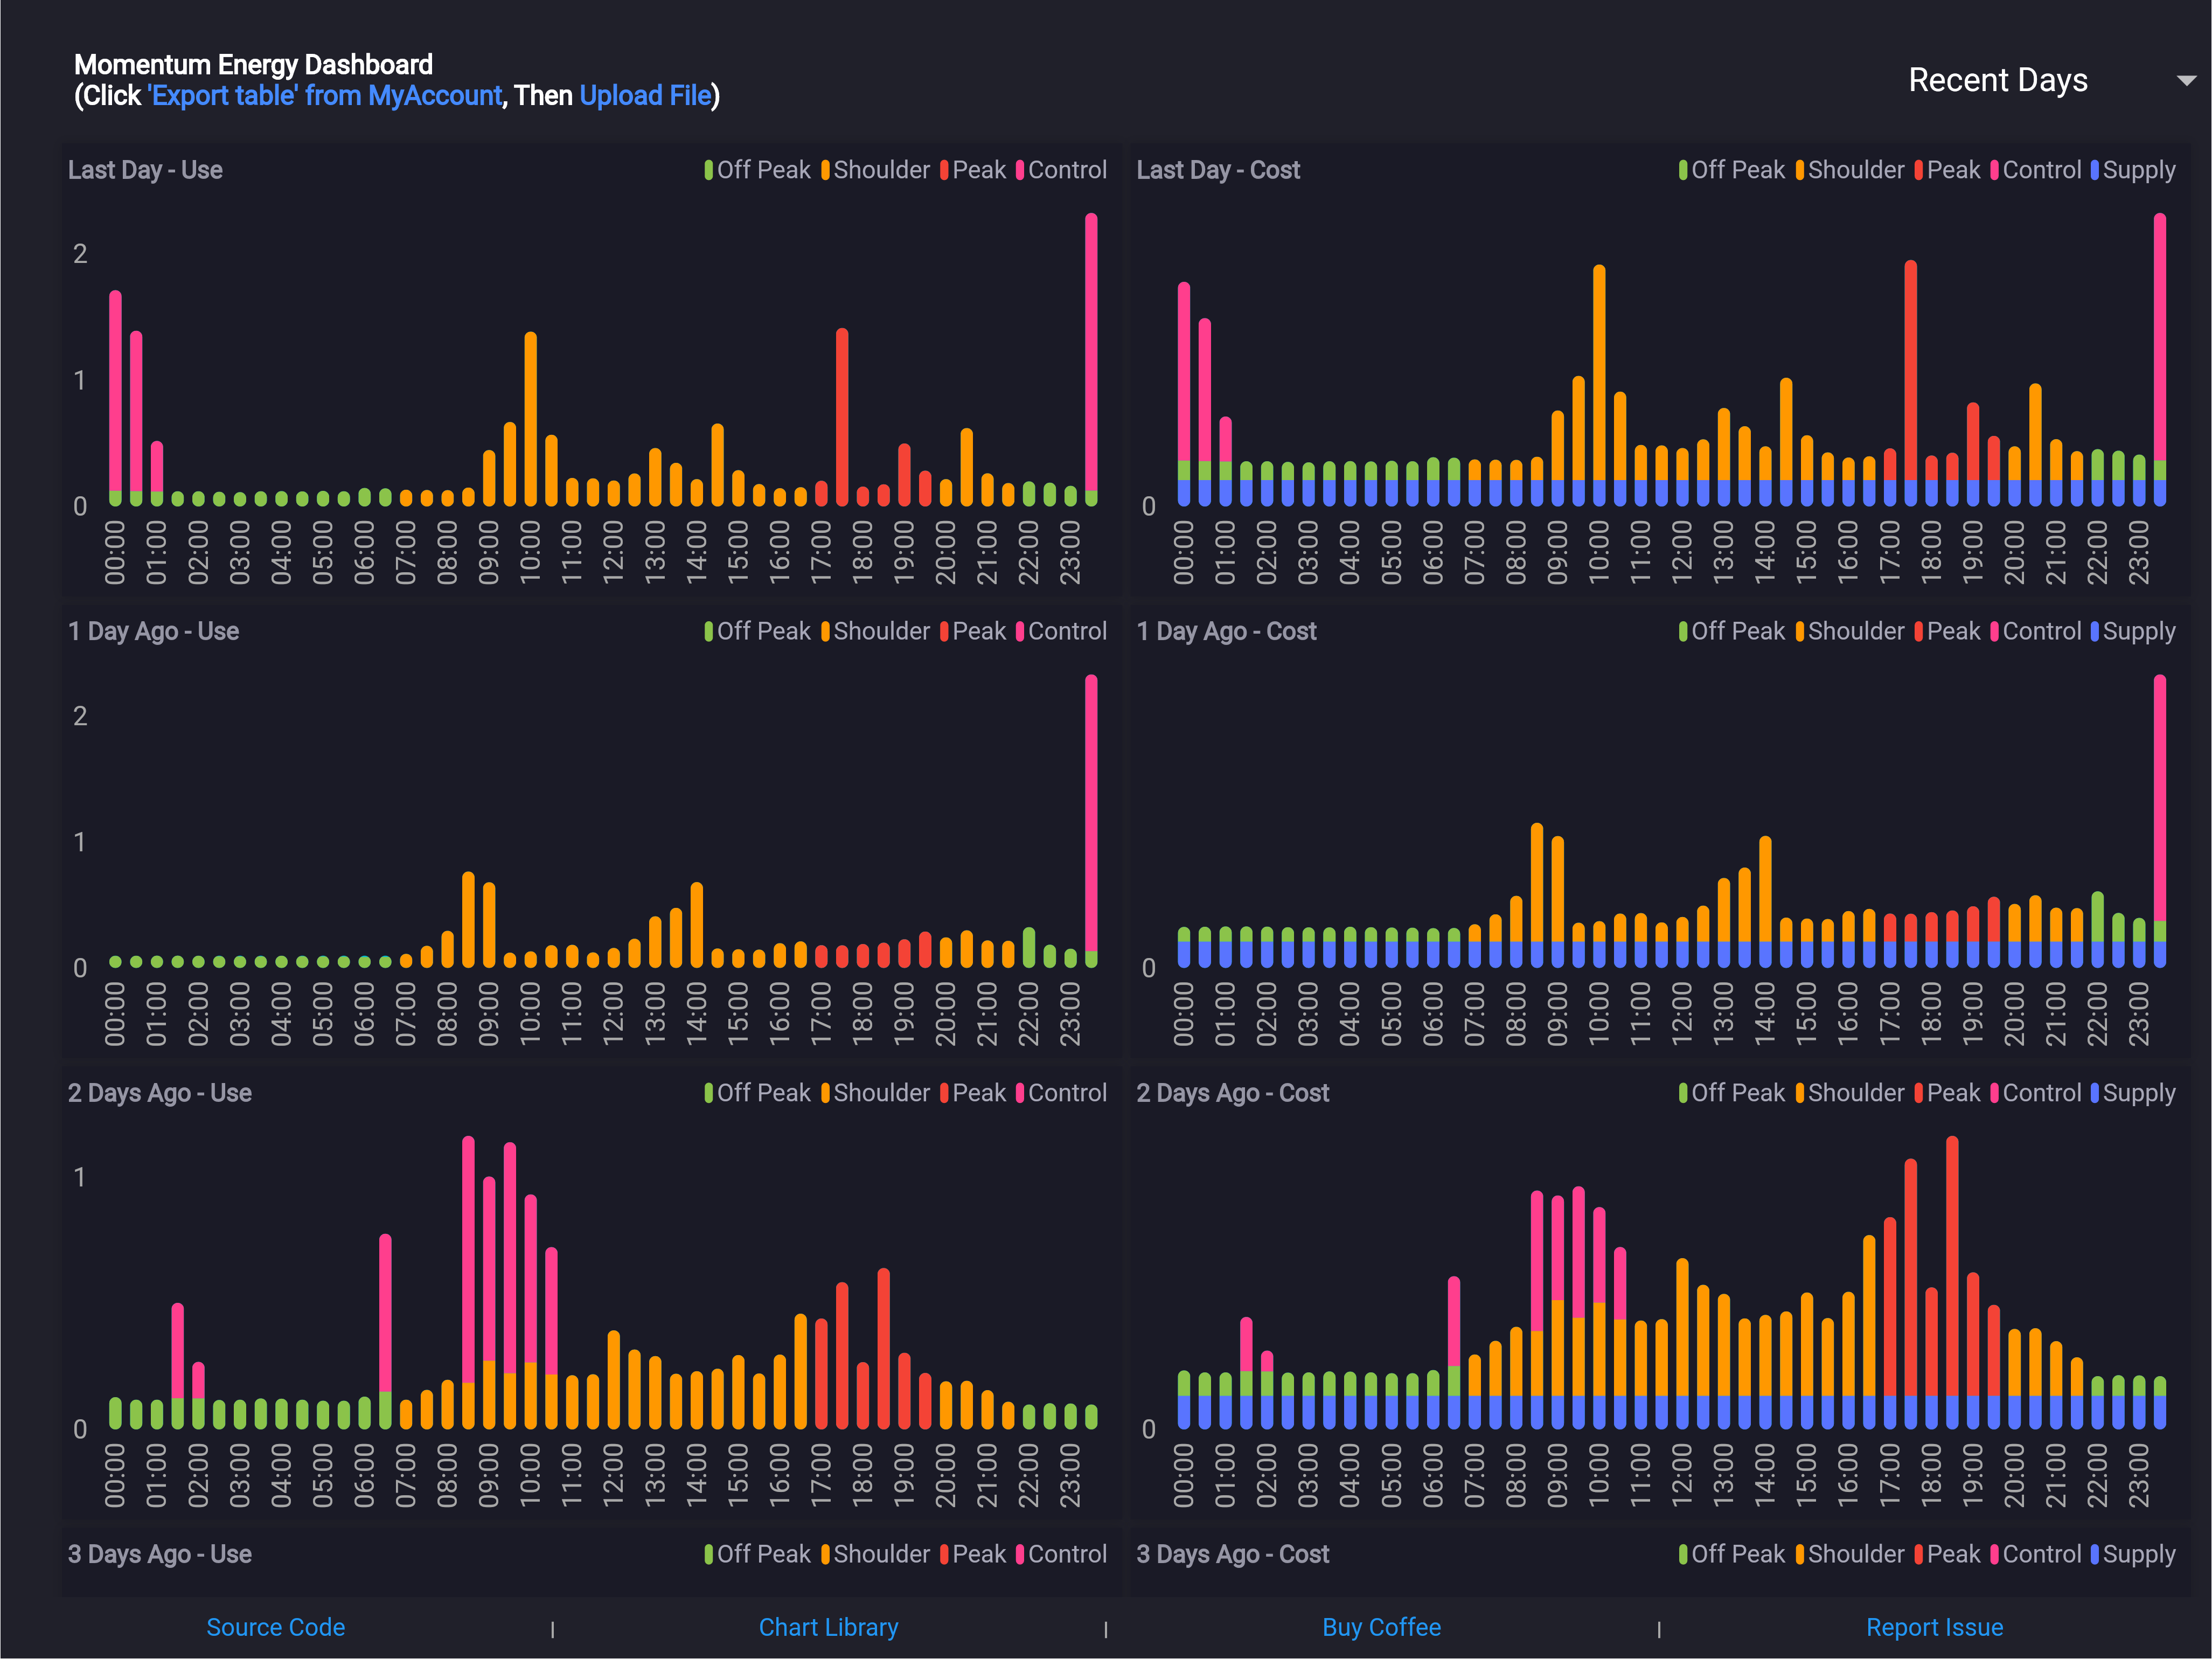 Momentum Energy Dashboard
(Click 'Export table' from MyAccount, Then Upload File)
Recent Days
Last Day - Use
Off Peak Shoulder Peak Control
2
1
0
00:00 01:00 02:00 03:00 04:00 05:00 06:00 07:00 08:00 09:00 10:00 11:00 12:00 13:00 14:00 15:00 16:00 17:00 18:00 19:00 20:00 21:00 22:00 23:00
Last Day - Cost
Off Peak Shoulder Peak Control Supply
0
00:00 01:00 02:00 03:00 04:00 05:00 06:00 07:00 08:00 09:00 10:00 11:00 12:00 13:00 14:00 15:00 16:00 17:00 18:00 19:00 20:00 21:00 22:00 23:00
1 Day Ago - Use
Off Peak Shoulder Peak Control
2
1
0
00:00 01:00 02:00 03:00 04:00 05:00 06:00 07:00 08:00 09:00 10:00 11:00 12:00 13:00 14:00 15:00 16:00 17:00 18:00 19:00 20:00 21:00 22:00 23:00
1 Day Ago - Cost
Off Peak Shoulder Peak Control Supply
0
00:00 01:00 02:00 03:00 04:00 05:00 06:00 07:00 08:00 09:00 10:00 11:00 12:00 13:00 14:00 15:00 16:00 17:00 18:00 19:00 20:00 21:00 22:00 23:00
2 Days Ago - Use
Off Peak Shoulder Peak Control
1
0
00:00 01:00 02:00 03:00 04:00 05:00 06:00 07:00 08:00 09:00 10:00 11:00 12:00 13:00 14:00 15:00 16:00 17:00 18:00 19:00 20:00 21:00 22:00 23:00
2 Days Ago - Cost
Off Peak Shoulder Peak Control Supply
0
00:00 01:00 02:00 03:00 04:00 05:00 06:00 07:00 08:00 09:00 10:00 11:00 12:00 13:00 14:00 15:00 16:00 17:00 18:00 19:00 20:00 21:00 22:00 23:00
3 Days Ago - Use
Off Peak Shoulder Peak Control
3 Days Ago - Cost
Off Peak Shoulder Peak Control Supply
Source Code | Chart Library | Buy Coffee | Report Issue